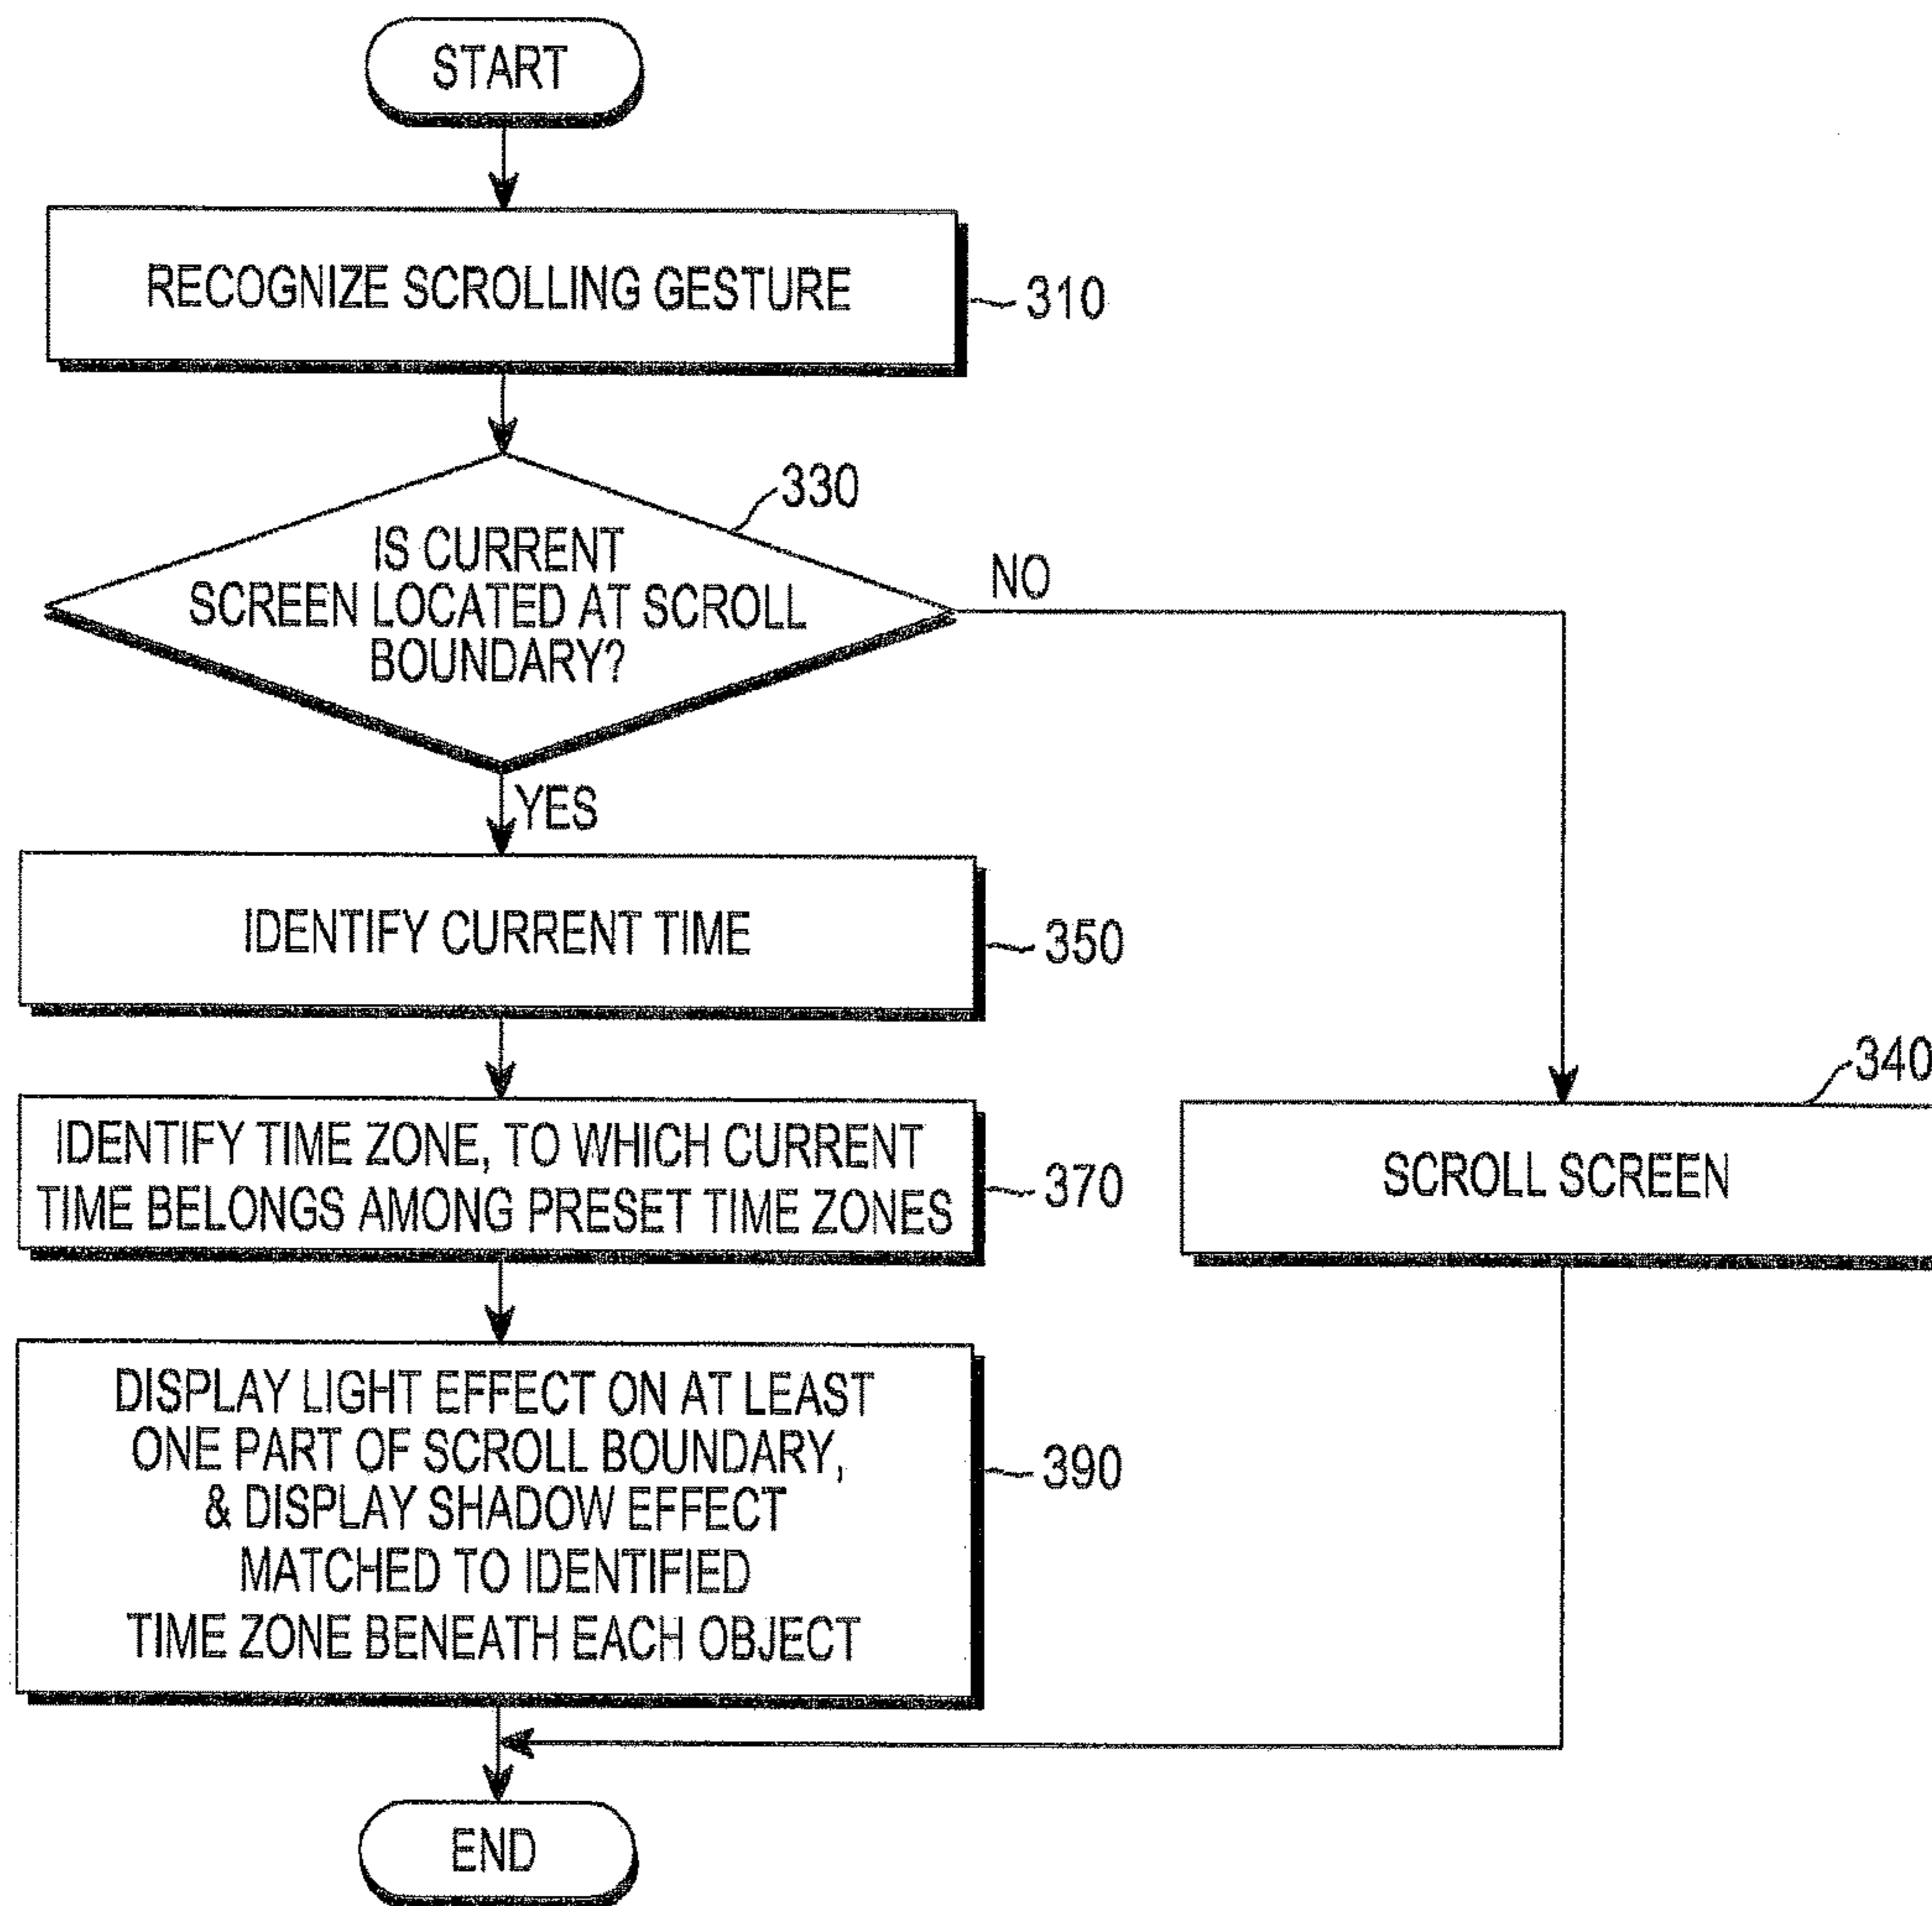 START
RECOGNIZE SCROLLING GESTURE
310
330
IS CURRENT
SCREEN LOCATED AT SCROLL
BOUNDARY?
NO
YES
IDENTIFY CURRENT TIME
350
340
IDENTIFY TIME ZONE, TO WHICH CURRENT
TIME BELONGS AMONG PRESET TIME ZONES
370
SCROLL SCREEN
DISPLAY LIGHT EFFECT ON AT LEAST
ONE PART OF SCROLL BOUNDARY,
& DISPLAY SHADOW EFFECT
MATCHED TO IDENTIFIED
TIME ZONE BENEATH EACH OBJECT
390
END